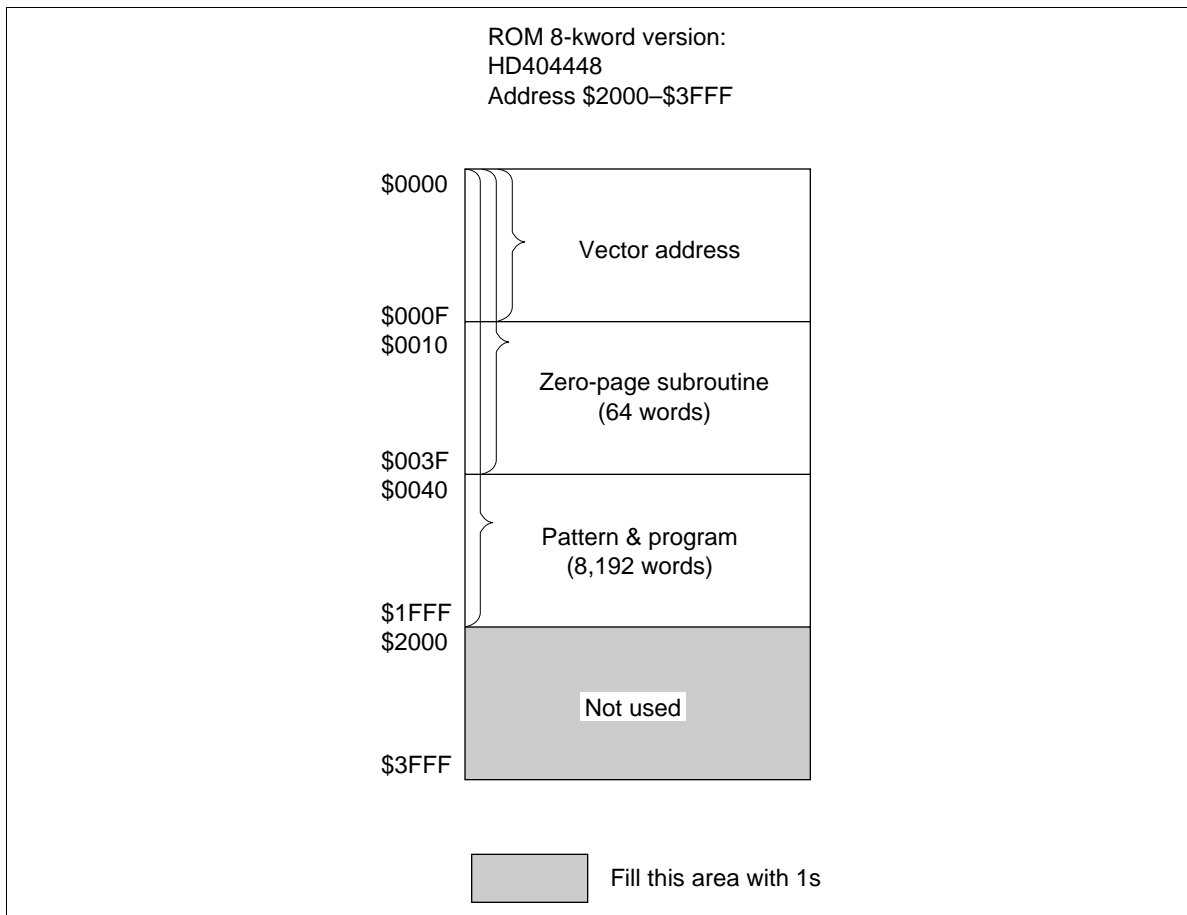 ROM 8-kword version:
HD404448
Address $2000–$3FFF
$0000
Vector address
$000F
$0010
Zero-page subroutine
(64 words)
$003F
$0040
Pattern & program
(8,192 words)
$1FFF
$2000
Not used
$3FFF
Fill this area with 1s